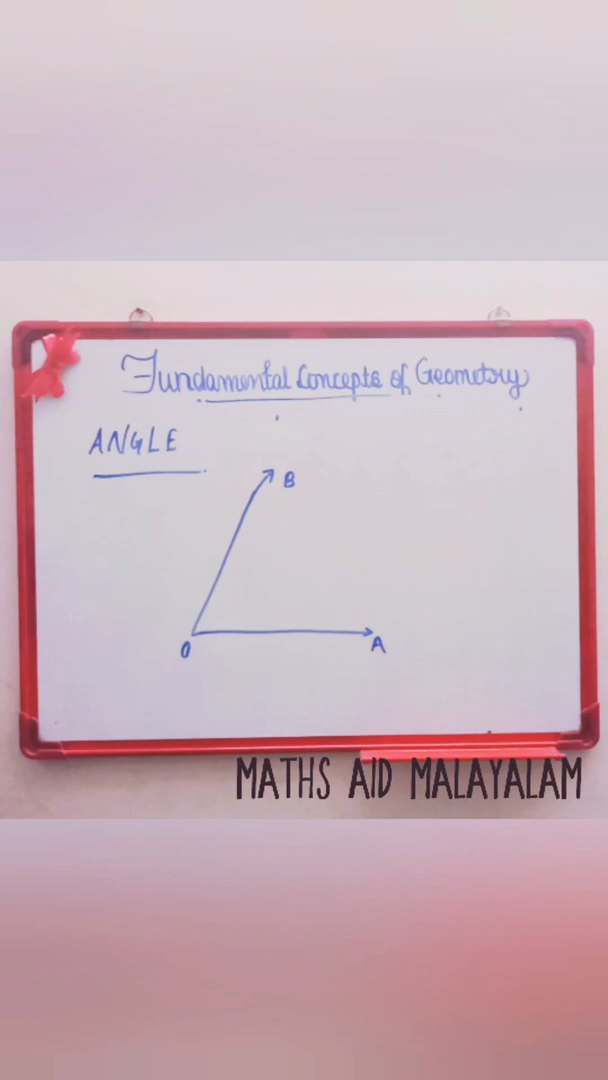 Fundamental Concepts of Geometry
ANGLE
B
O
A
MATHS AID MALAYALAM